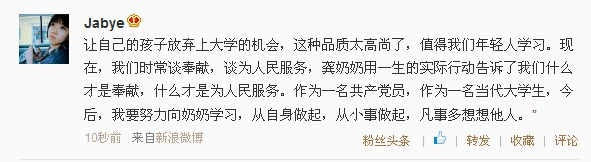 Jabye
让自己的孩子放弃上大学的机会，这种品质太高尚了，值得我们年轻人学习。现
在，我们时常谈奉献，谈为人民服务，龚奶奶用一生的实际行动告诉了我们什么
才是奉献，什么才是为人民服务。作为一名共产党员，作为一名当代大学生，今
后，我要努力向奶奶学习，从自身做起，从小事做起，凡事多想想他人。”
10秒前 来自新浪微博 粉丝头条 | | 转发 | 收藏 | 评论